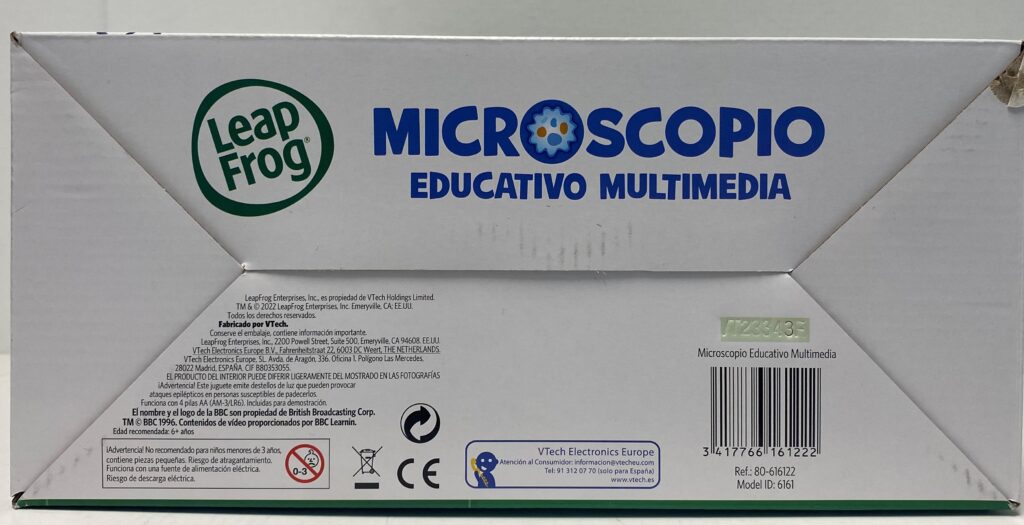 Leap
Frog®
MICROSCOPIO
EDUCATIVO MULTIMEDIA
LeapFrog Enterprises, Inc., es propiedad de VTech Holdings Limited.
TM & © 2022 LeapFrog Enterprises, Inc. Emeryville, CA; EE.UU.
Todos los derechos reservados.
Fabricado por VTech.
Conserve el embalaje, contiene información importante.
LeapFrog Enterprises, Inc., 2200 Powell Street, Suite 500, Emeryville, CA 94608. EE.UU.
VTech Electronics Europe B.V., Fahrenheitstraat 22, 6003 DC Weert, THE NETHERLANDS.
VTech Electronics Europe, SL. Avda. de Aragón, 336. Oficina 1. Polígono Las Mercedes.
28022 Madrid, ESPAÑA. CIF B80353055.
EL PRODUCTO DEL INTERIOR PUEDE DIFERIR LIGERAMENTE DEL MOSTRADO EN LAS FOTOGRAFÍAS
¡Advertencia! Este juguete emite destellos de luz que pueden provocar
ataques epilépticos en personas susceptibles de padecerlos.
Funciona con 4 pilas AA (AM-3/LR6). Incluidas para demostración.
El nombre y el logo de la BBC son propiedad de British Broadcasting Corp.
TM © BBC 1996. Contenidos de vídeo proporcionados por BBC Learnin.
Edad recomendada: 6+ años
¡Advertencia! No recomendado para niños menores de 3 años,
contiene piezas pequeñas. Riesgo de atragantamiento.
Funciona con una fuente de alimentación eléctrica.
Riesgo de descarga eléctrica.
0-3
CE
VTech Electronics Europe
Atención al Consumidor: informacion@vtecheu.com
Tel: 91 312 07 70 (solo para España)
www.vtech.es
VT23343F
Microscopio Educativo Multimedia
3 417766 161222
Ref.: 80-616122
Model ID: 6161